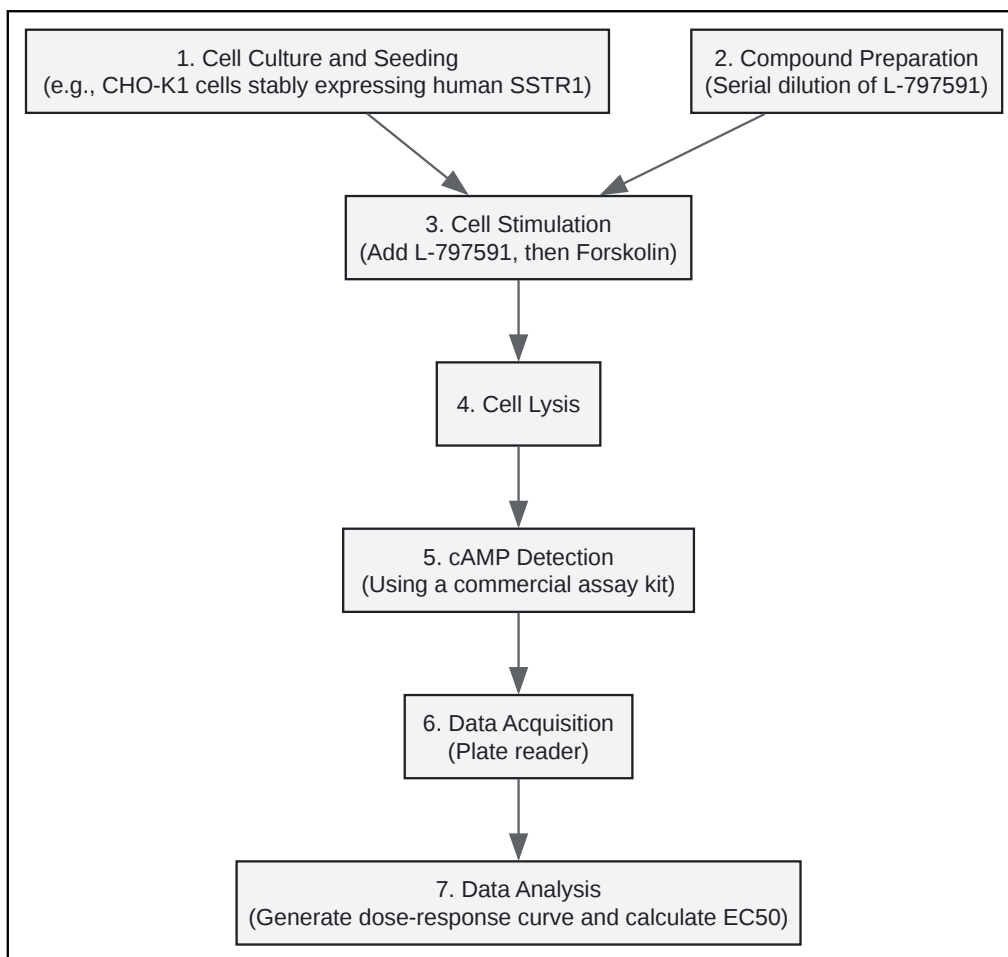 1. Cell Culture and Seeding
(e.g., CHO-K1 cells stably expressing human SSTR1)
2. Compound Preparation
(Serial dilution of L-797591)
3. Cell Stimulation
(Add L-797591, then Forskolin)
4. Cell Lysis
5. cAMP Detection
(Using a commercial assay kit)
6. Data Acquisition
(Plate reader)
7. Data Analysis
(Generate dose-response curve and calculate EC50)